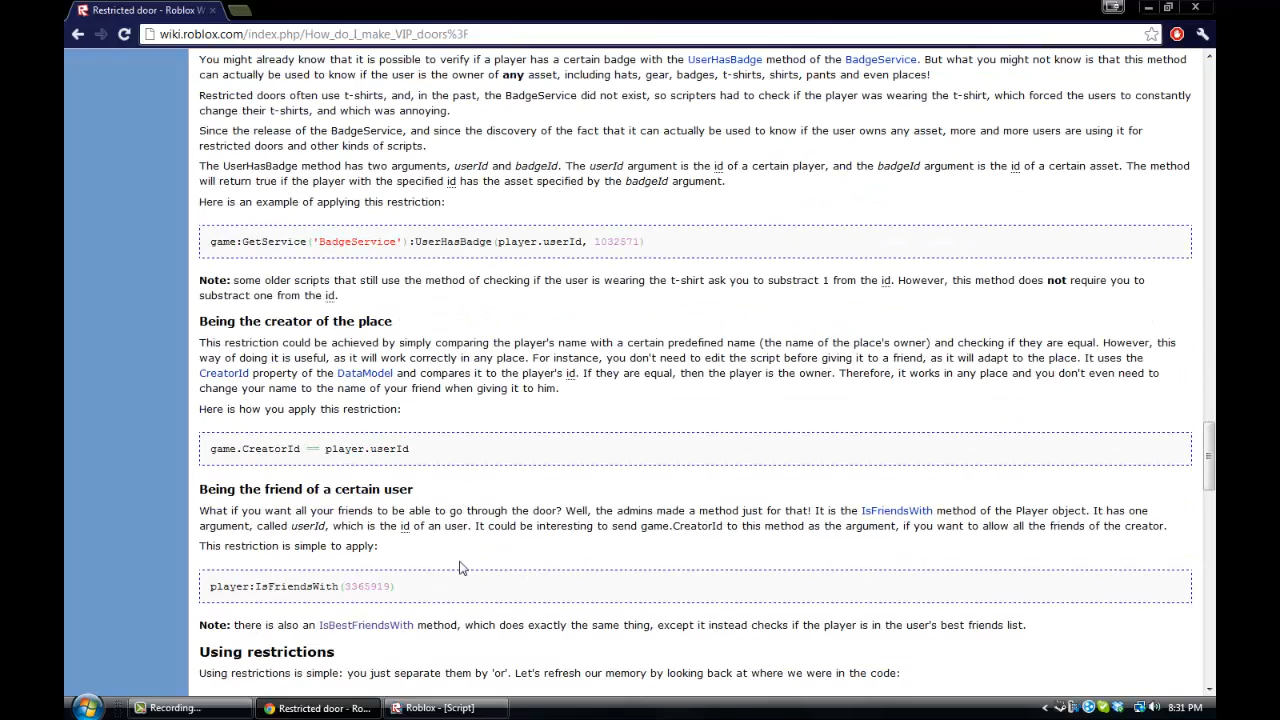 Restricted door - Roblox W
wiki.roblox.com/index.php/How_do_I_make_VIP_doors%3F
You might already know that it is possible to verify if a player has a certain badge with the UserHasBadge method of the BadgeService. But what you might not know is that this method
can actually be used to know if the user is the owner of any asset, including hats, gear, badges, t-shirts, shirts, pants and even places!
Restricted doors often use t-shirts, and, in the past, the BadgeService did not exist, so scripters had to check if the player was wearing the t-shirt, which forced the users to constantly
change their t-shirts, and which was annoying.
Since the release of the BadgeService, and since the discovery of the fact that it can actually be used to know if the user owns any asset, more and more users are using it for
restricted doors and other kinds of scripts.
The UserHasBadge method has two arguments, userId and badgeId. The userId argument is the id of a certain player, and the badgeId argument is the id of a certain asset. The method
will return true if the player with the specified id has the asset specified by the badgeId argument.
Here is an example of applying this restriction:
game:GetService('BadgeService'):UserHasBadge(player.userId, 1032571)
Note: some older scripts that still use the method of checking if the user is wearing the t-shirt ask you to substract 1 from the id. However, this method does not require you to
substract one from the id.
Being the creator of the place
This restriction could be achieved by simply comparing the player's name with a certain predefined name (the name of the place's owner) and checking if they are equal. However, this
way of doing it is useful, as it will work correctly in any place. For instance, you don't need to edit the script before giving it to a friend, as it will adapt to the place. It uses the
CreatorId property of the DataModel and compares it to the player's id. If they are equal, then the player is the owner. Therefore, it works in any place and you don't even need to
change your name to the name of your friend when giving it to him.
Here is how you apply this restriction:
game.CreatorId == player.userId
Being the friend of a certain user
What if you want all your friends to be able to go through the door? Well, the admins made a method just for that! It is the IsFriendsWith method of the Player object. It has one
argument, called userId, which is the id of an user. It could be interesting to send game.CreatorId to this method as the argument, if you want to allow all the friends of the creator.
This restriction is simple to apply:
player:IsFriendsWith(3365919)
Note: there is also an IsBestFriendsWith method, which does exactly the same thing, except it instead checks if the player is in the user's best friends list.
Using restrictions
Using restrictions is simple: you just separate them by 'or'. Let's refresh our memory by looking back at where we were in the code:
Recording... Restricted door - Ro... Roblox - [Script] 8:31 PM